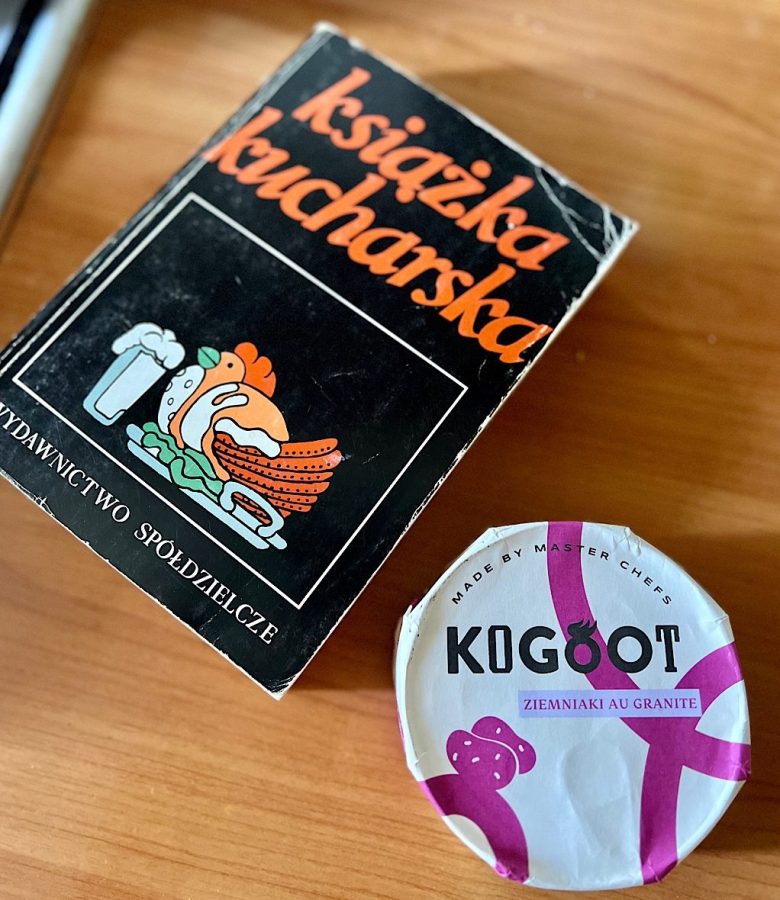 książka
kucharska
WYDAWNICTWO SPÓŁDZIELCZE
MADE BY MASTER CHEFS
KOGOOT
ZIEMNIAKI AU GRANITE